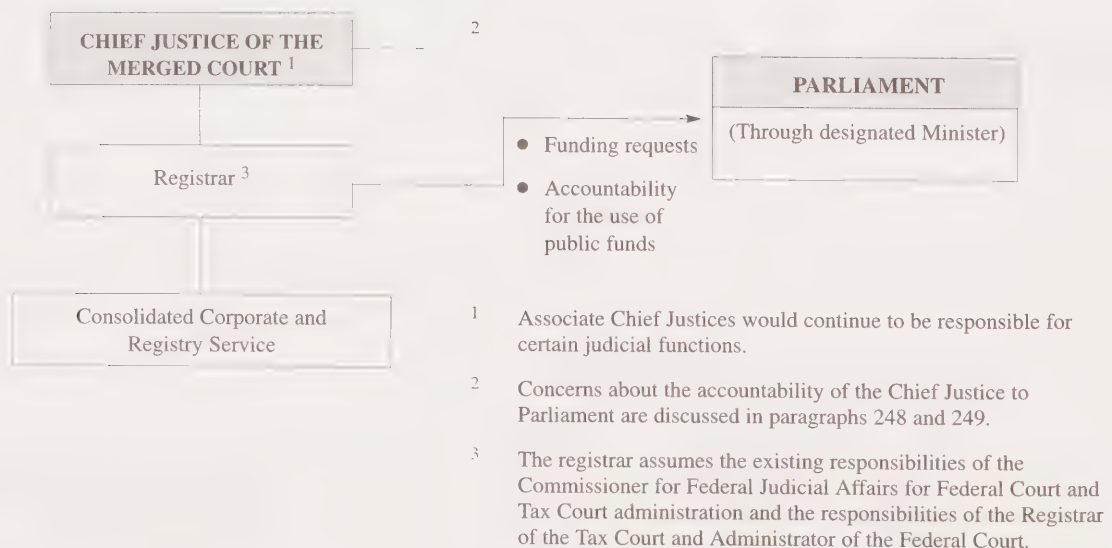 CHIEF JUSTICE OF THE
MERGED COURT 1
2
PARLIAMENT
(Through designated Minister)
Registrar 3
● Funding requests
● Accountability
for the use of
public funds
Consolidated Corporate and
Registry Service
1 Associate Chief Justices would continue to be responsible for
certain judicial functions.
2 Concerns about the accountability of the Chief Justice to
Parliament are discussed in paragraphs 248 and 249.
3 The registrar assumes the existing responsibilities of the
Commissioner for Federal Judicial Affairs for Federal Court and
Tax Court administration and the responsibilities of the Registrar
of the Tax Court and Administrator of the Federal Court.